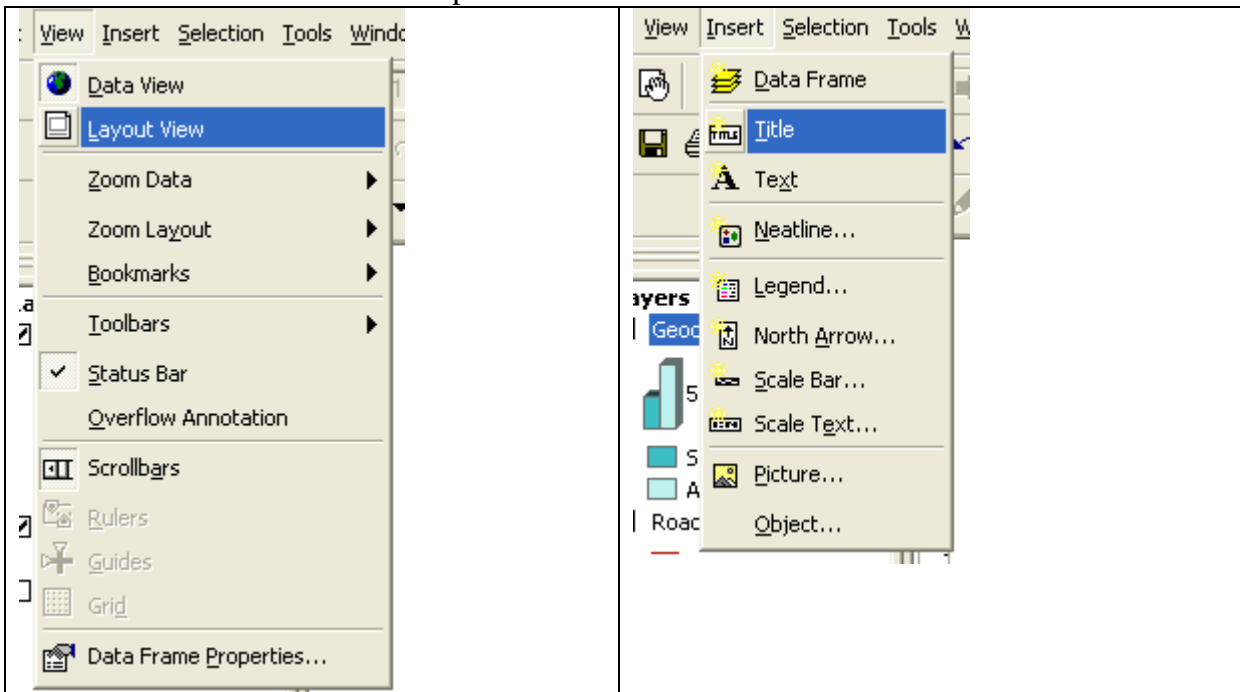 View Insert Selection Tools
Data View
Layout View
Zoom Data
Zoom Layout
Bookmarks
Toolbars
Status Bar
Overflow Annotation
Scrollbars
Rulers
Guides
Grid
Data Frame Properties...
View Insert Selection Tools
Data Frame
TITLE Title
A Text
Neatline...
Legend...
N North Arrow...
Scale Bar...
Scale Text...
Picture...
Object...
ayers
5
S
A